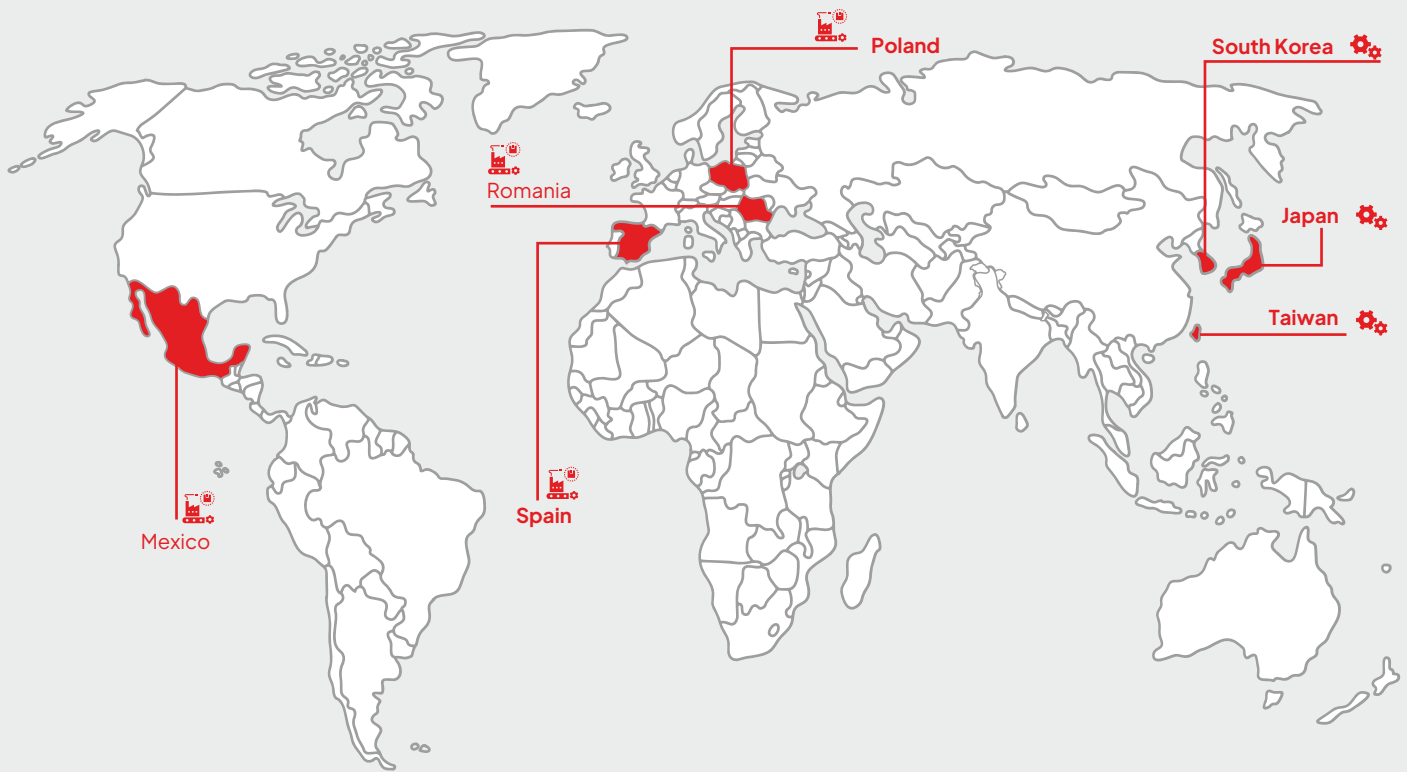 Poland
South Korea
Romania
Japan
Taiwan
Spain
Mexico